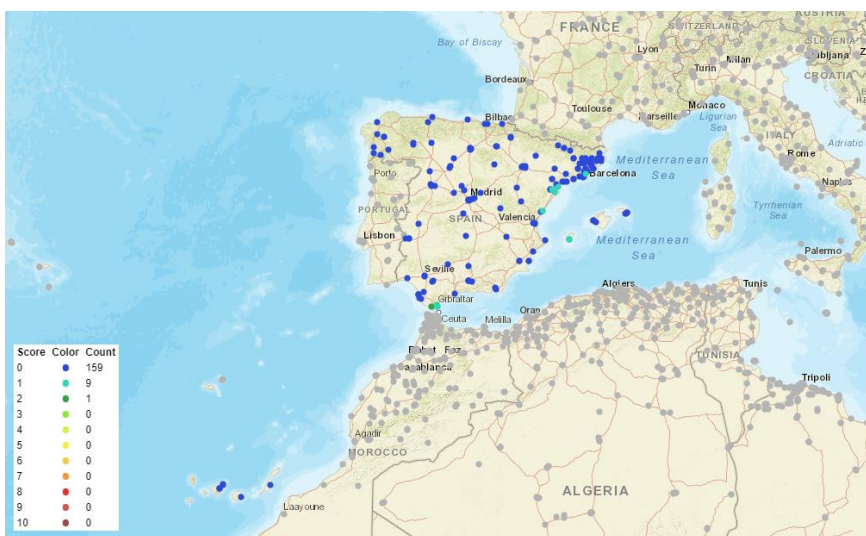 AUSTRIA
FRANCE
SWITZERLAND
SLOVENIA
Bay of Biscay
Lyon
Milan
Turin
CROATIA
Bordeaux
Monaco
Toulouse
Marseille
Ligurian
Sea
Bilbao
ITALY
Adriatic
Mediterranean
Sea
Rome
Porto
Barcelona
Madrid
Naples
PORTUGAL
SPAIN
Valencia
Tyrrhenian
Sea
Lisbon
Mediterranean
Sea
Palermo
Seville
Algiers
Tunis
Gibraltar
Ceuta
Melilla
Oran
Rabat
Fez
TUNISIA
Casablanca
Tripoli
Agadir
MOROCCO
ALGERIA
Laayoune
Score Color Count
0 159
1 9
2 1
3 0
4 0
5 0
6 0
7 0
8 0
9 0
10 0